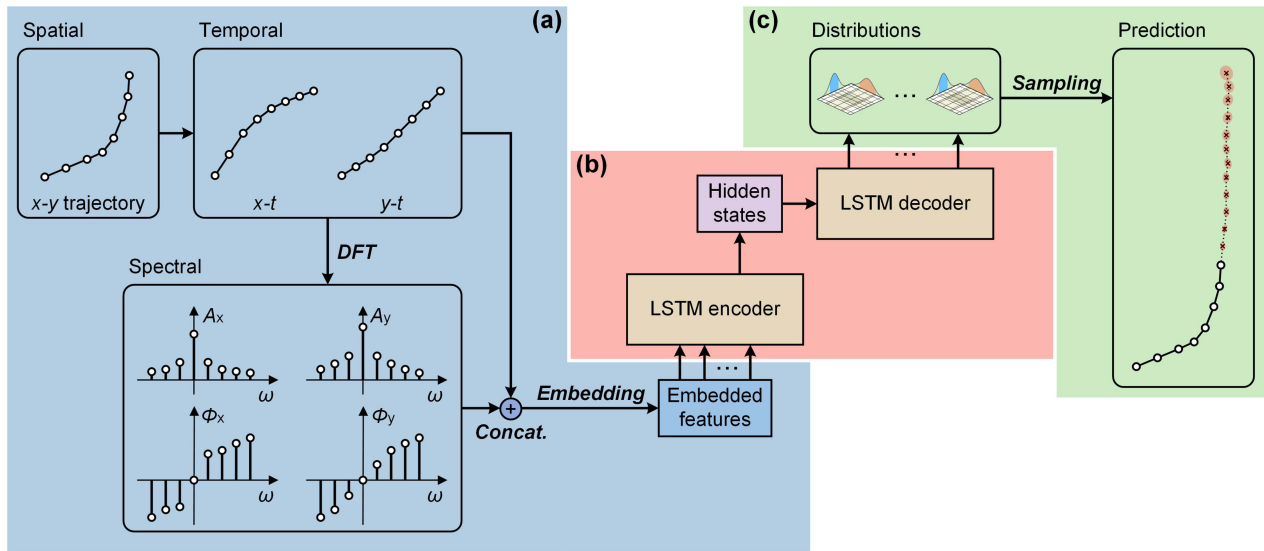 (a)
Spatial
Temporal
x-y trajectory
x-t
y-t
DFT
Spectral
Ax
ω
Ay
ω
Φx
ω
Φy
ω
+
Concat.
Embedding
Embedded
features
(b)
...
LSTM encoder
Hidden
states
LSTM decoder
...
(c)
Distributions
...
Sampling
Prediction